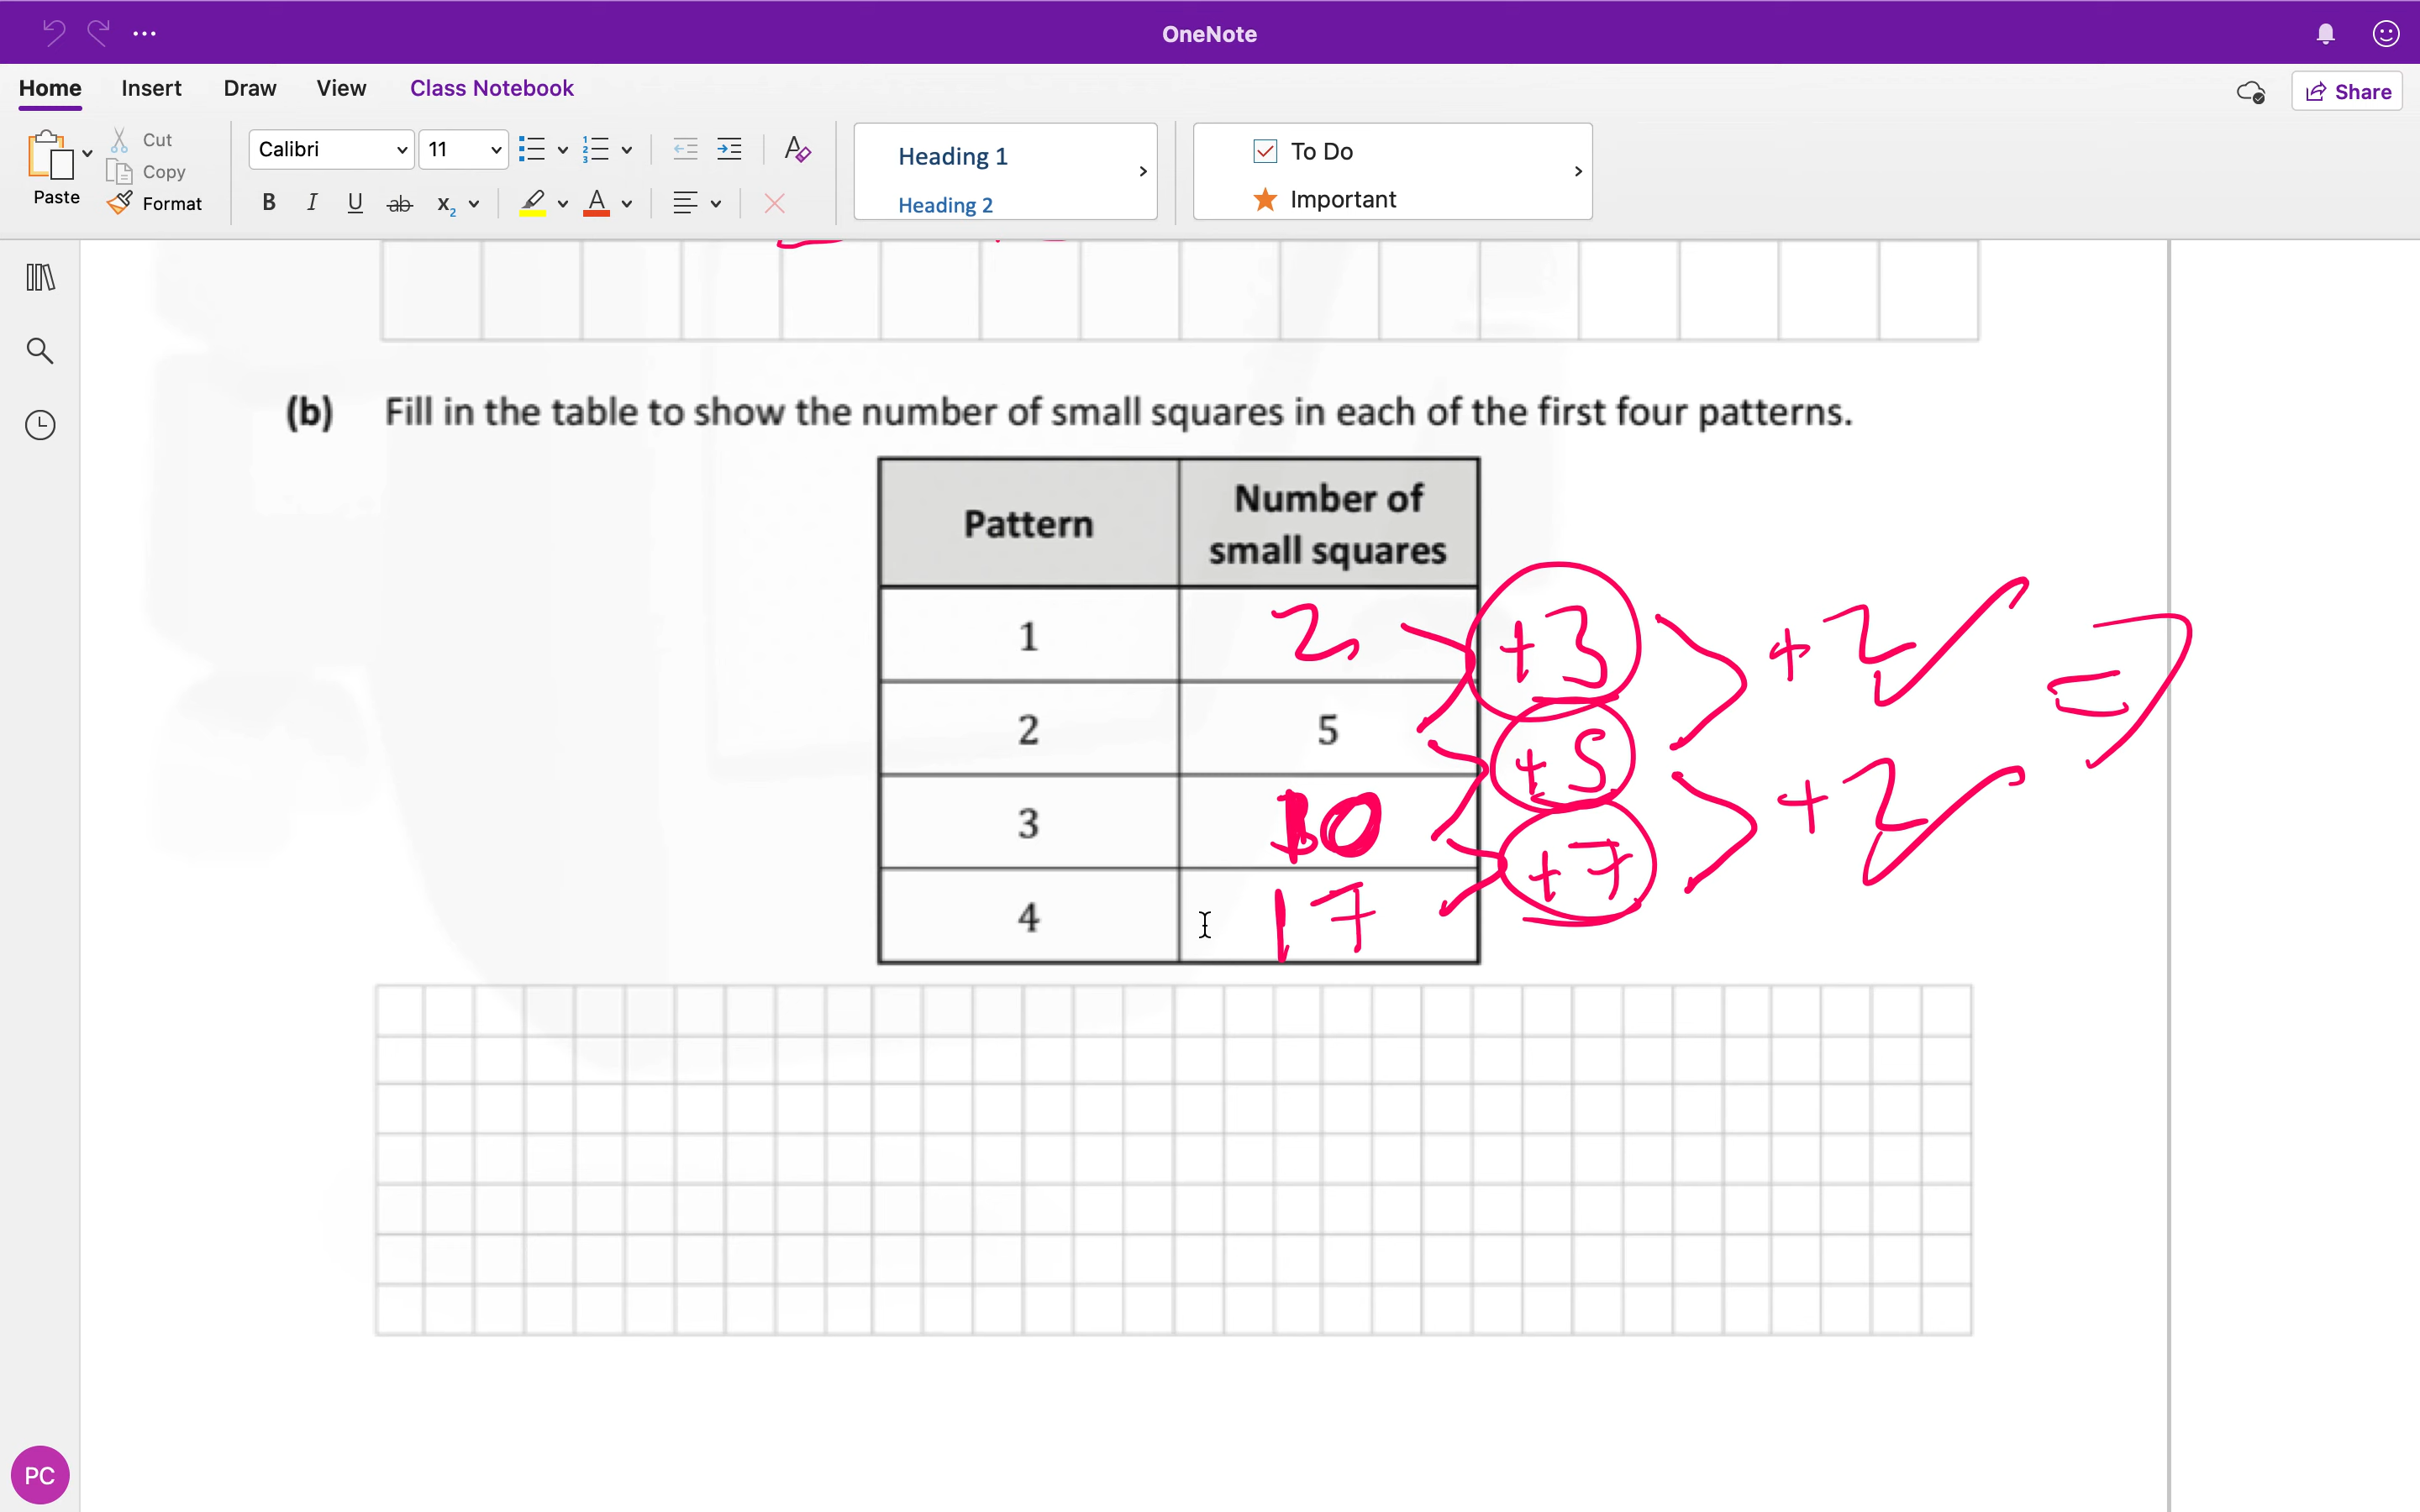 OneNote
Home Insert Draw View Class Notebook Share
Paste Cut Copy Format
Calibri 11
B I U ab x2 A
Heading 1
Heading 2
To Do
Important
(b) Fill in the table to show the number of small squares in each of the first four patterns.
Pattern Number of small squares
1 2
2 5
3 10
4 17
+3
+5
+7
+2
+2
=7
PC